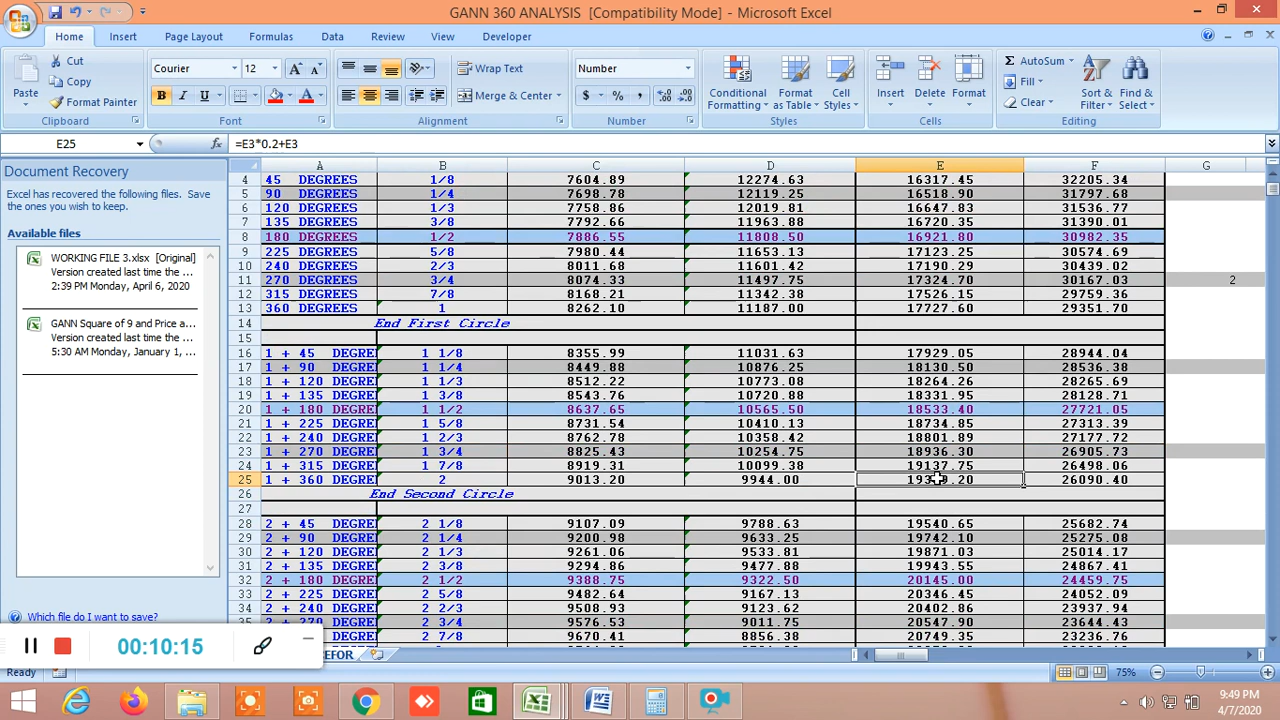 GANN 360 ANALYSIS [Compatibility Mode] - Microsoft Excel
Home Insert Page Layout Formulas Data Review View Developer
Paste Cut Copy Format Painter Clipboard
Courier 12 B I U A A A Font
Wrap Text Merge & Center Alignment
Number $ % , Number
Conditional Formatting Format as Table Cell Styles Styles
Insert Delete Format Cells
Σ AutoSum Fill Clear Sort & Filter Find & Select Editing
E25 fx =E3*0.2+E3
Document Recovery
Excel has recovered the following files. Save
the ones you wish to keep.
Available files
WORKING FILE 3.xlsx [Original]
Version created last time the ...
2:39 PM Monday, April 6, 2020
GANN Square of 9 and Price a...
Version created last time the ...
5:30 AM Monday, January 1, ...
Which file do I want to save?
A B C D E F G
4 45 DEGREES 1/8 7604.89 12274.63 16317.45 32205.34
5 90 DEGREES 1/4 7698.78 12119.25 16518.90 31797.68
6 120 DEGREES 1/3 7758.86 12019.81 16647.83 31536.77
7 135 DEGREES 3/8 7792.66 11963.88 16720.35 31390.01
8 180 DEGREES 1/2 7886.55 11808.50 16921.80 30982.35
9 225 DEGREES 5/8 7980.44 11653.13 17123.25 30574.69
10 240 DEGREES 2/3 8011.68 11601.42 17190.29 30439.02
11 270 DEGREES 3/4 8074.33 11497.75 17324.70 30167.03 2
12 315 DEGREES 7/8 8168.21 11342.38 17526.15 29759.36
13 360 DEGREES 1 8262.10 11187.00 17727.60 29351.70
14 End First Circle
15
16 1 + 45 DEGREE 1 1/8 8355.99 11031.63 17929.05 28944.04
17 1 + 90 DEGREE 1 1/4 8449.88 10876.25 18130.50 28536.38
18 1 + 120 DEGREE 1 1/3 8512.22 10773.08 18264.26 28265.69
19 1 + 135 DEGREE 1 3/8 8543.76 10720.88 18331.95 28128.71
20 1 + 180 DEGREE 1 1/2 8637.65 10565.50 18533.40 27721.05
21 1 + 225 DEGREE 1 5/8 8731.54 10410.13 18734.85 27313.39
22 1 + 240 DEGREE 1 2/3 8762.78 10358.42 18801.89 27177.72
23 1 + 270 DEGREE 1 3/4 8825.43 10254.75 18936.30 26905.73
24 1 + 315 DEGREE 1 7/8 8919.31 10099.38 19137.75 26498.06
25 1 + 360 DEGREE 2 9013.20 9944.00 26090.40
26 End Second Circle
27
28 2 + 45 DEGREE 2 1/8 9107.09 9788.63 19540.65 25682.74
29 2 + 90 DEGREE 2 1/4 9200.98 9633.25 19742.10 25275.08
30 2 + 120 DEGREE 2 1/3 9261.06 9533.81 19871.03 25014.17
31 2 + 135 DEGREE 2 3/8 9294.86 9477.88 19943.55 24867.41
32 2 + 180 DEGREE 2 1/2 9388.75 9322.50 20145.00 24459.75
33 2 + 225 DEGREE 2 5/8 9482.64 9167.13 20346.45 24052.09
34 2 + 240 DEGREE 2 2/3 9508.93 9123.62 20402.86 23937.94
35 2 + 270 DEGREE 2 3/4 9576.53 9011.75 20547.90 23644.43
2 7/8 9670.41 8856.38 20749.35 23236.76
00:10:15
EFOR
Ready 75%
9:49 PM
4/7/2020